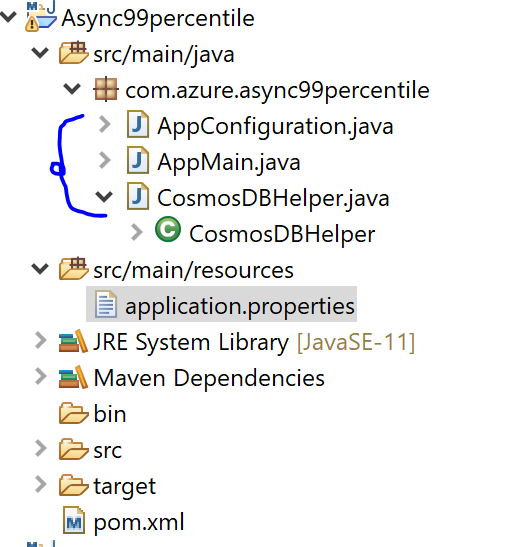 Async99percentile
src/main/java
com.azure.async99percentile
AppConfiguration.java
AppMain.java
CosmosDBHelper.java
CosmosDBHelper
src/main/resources
application.properties
JRE System Library [JavaSE-11]
Maven Dependencies
bin
src
target
pom.xml